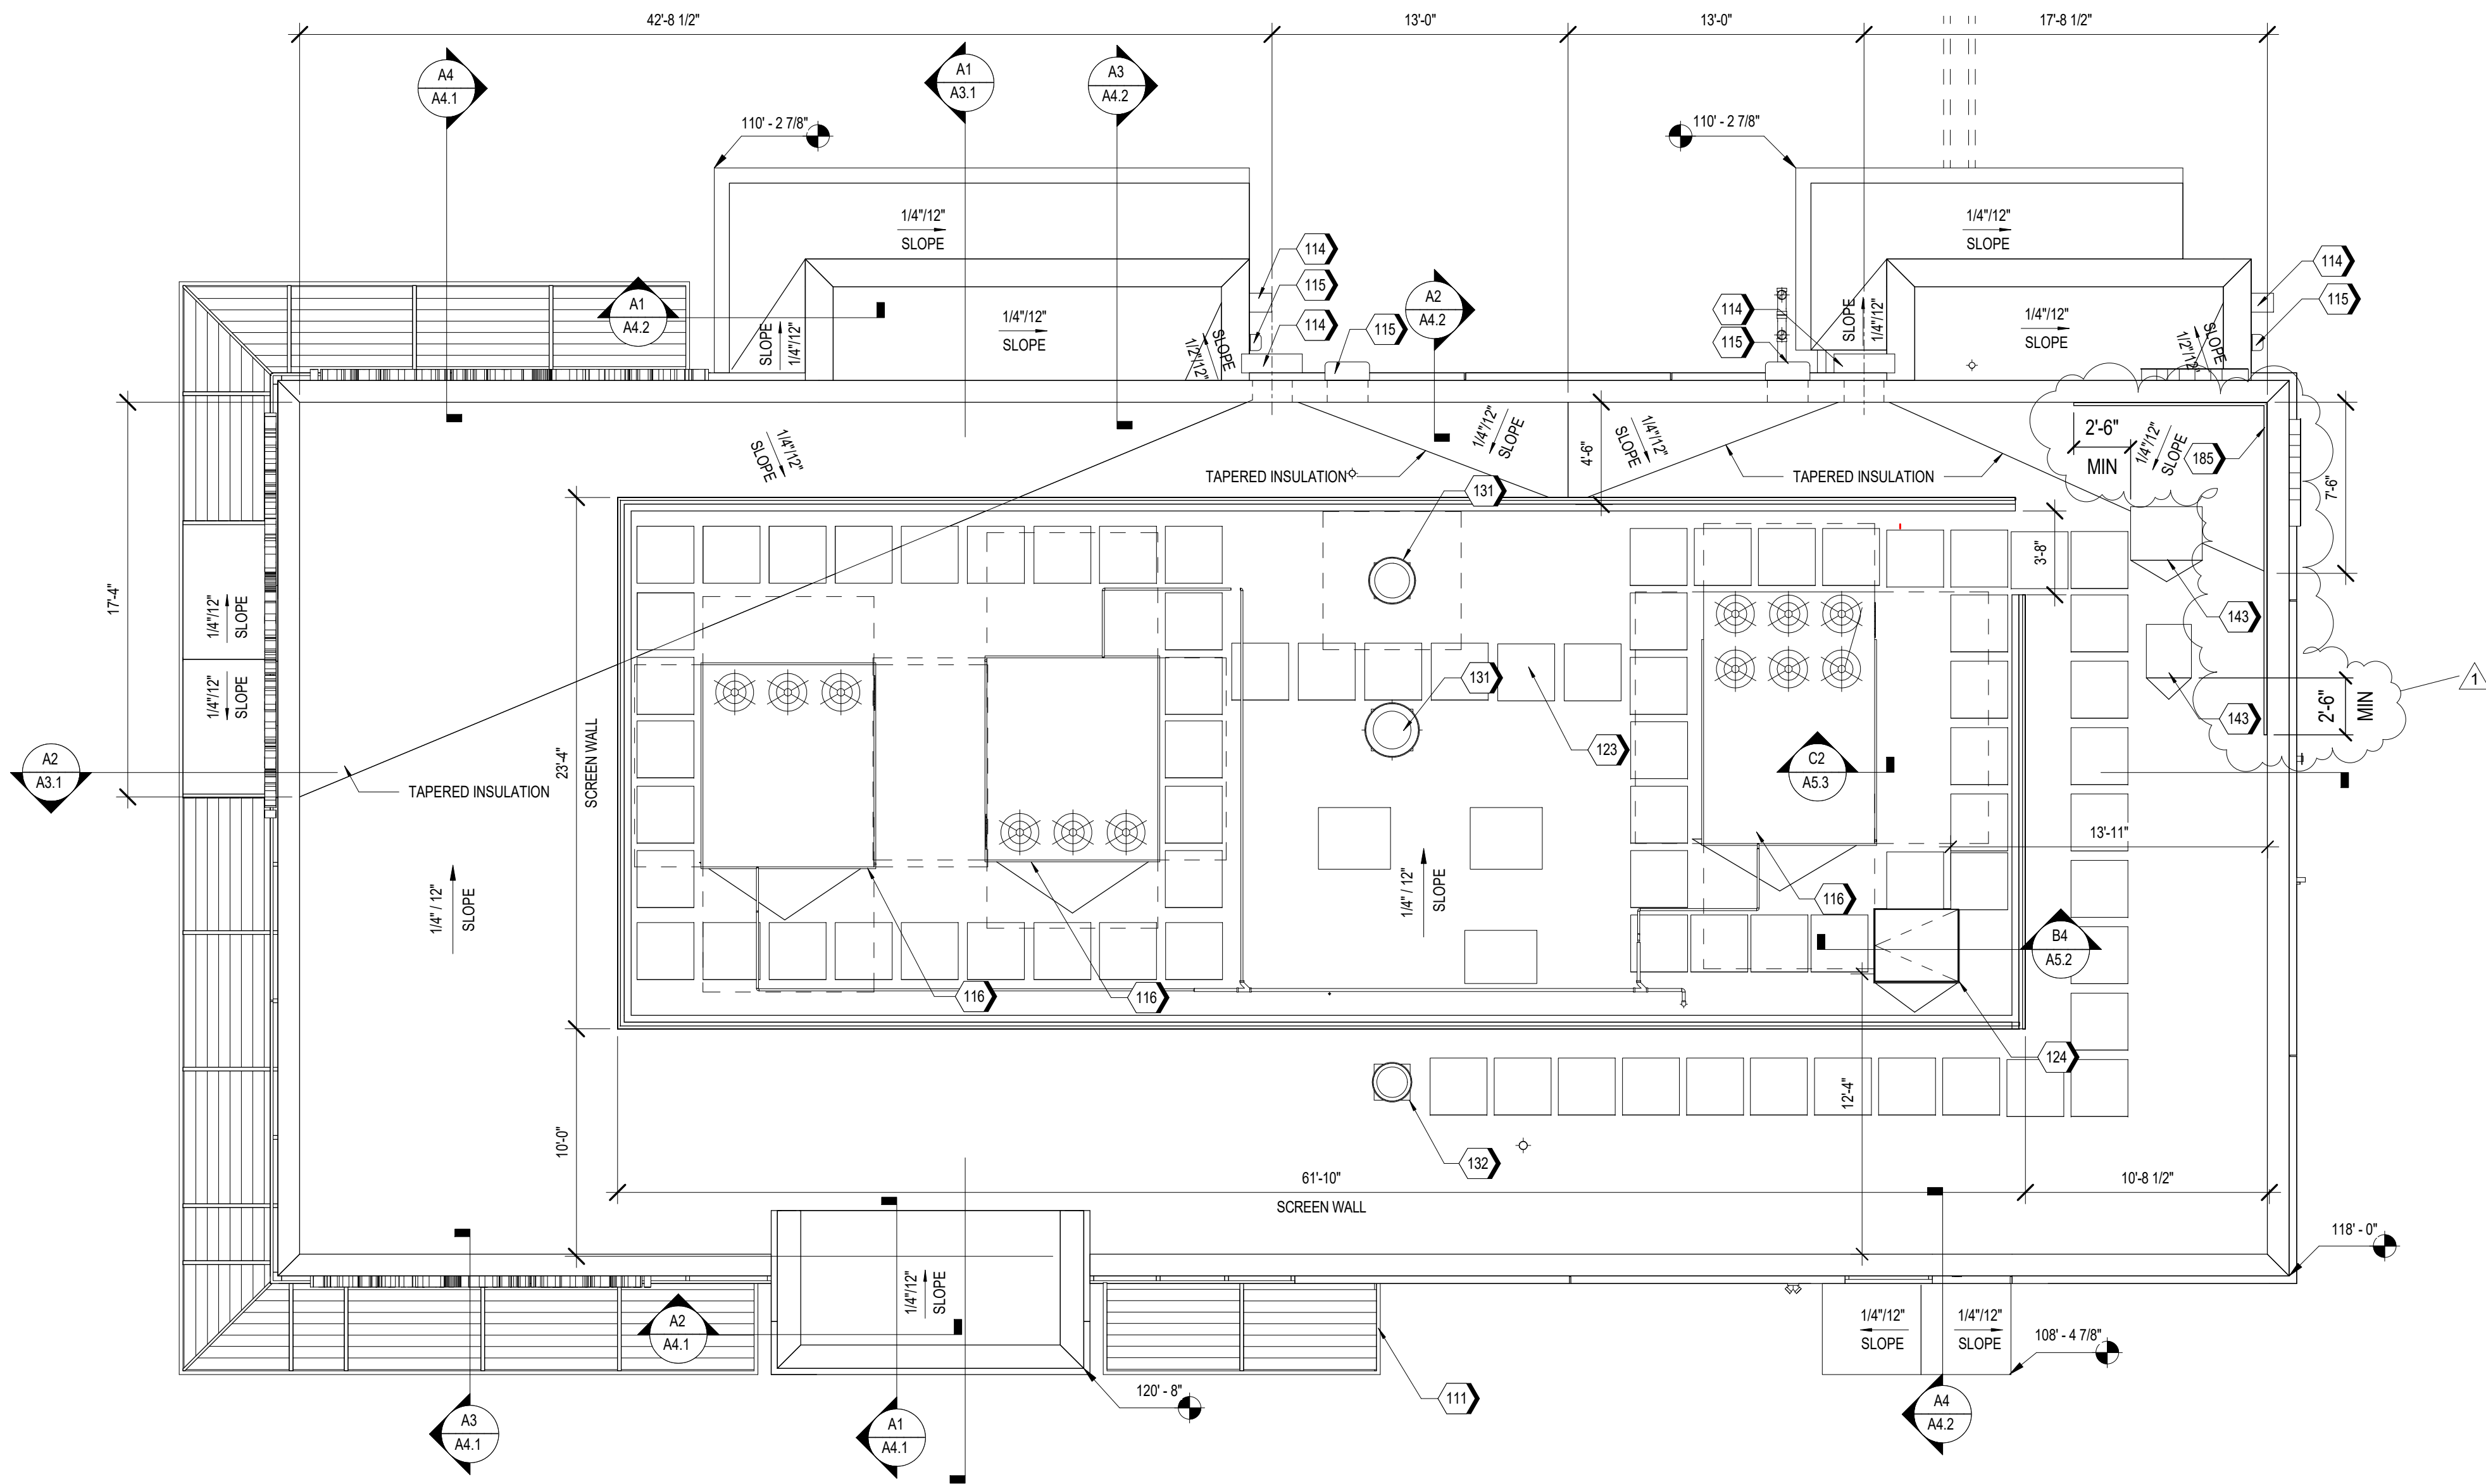 42'-8 1/2"
13'-0"
13'-0"
17'-8 1/2"
A4
A4.1
A1
A3.1
A3
A4.2
110' - 2 7/8"
110' - 2 7/8"
1/4"/12"
SLOPE
1/4"/12"
SLOPE
114
115
114
115
A2
A4.2
114
115
114
115
A1
A4.2
SLOPE
1/4"/12"
1/4"/12"
SLOPE
SLOPE
1/2"/12"
SLOPE
1/4"/12"
1/4"/12"
SLOPE
SLOPE
1/2"/12"
1/4"/12"
SLOPE
1/4"/12"
SLOPE
4'-6"
1/4"/12"
SLOPE
2'-6"
MIN
1/4"/12"
SLOPE
185
7'-6"
TAPERED INSULATION
TAPERED INSULATION
131
3'-8"
17'-4"
1/4"/12"
SLOPE
1/4"/12"
SLOPE
143
131
143
2'-6"
MIN
1
23'-4"
SCREEN WALL
123
C2
A5.3
A2
A3.1
TAPERED INSULATION
13'-11"
1/4" / 12"
SLOPE
1/4" / 12"
SLOPE
116
B4
A5.2
116
116
124
12'-4"
10'-0"
132
61'-10"
SCREEN WALL
10'-8 1/2"
118' - 0"
1/4"/12"
SLOPE
A2
A4.1
1/4"/12"
SLOPE
1/4"/12"
SLOPE
108' - 4 7/8"
120' - 8"
111
A3
A4.1
A1
A4.1
A4
A4.2